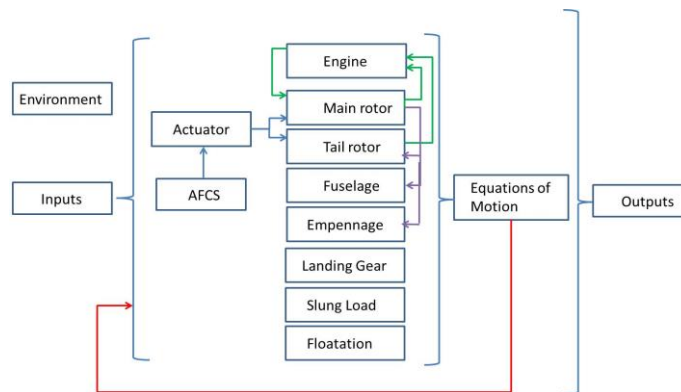 Environment
Inputs
Actuator
AFCS
Engine
Main rotor
Tail rotor
Fuselage
Empennage
Landing Gear
Slung Load
Floatation
Equations of
Motion
Outputs